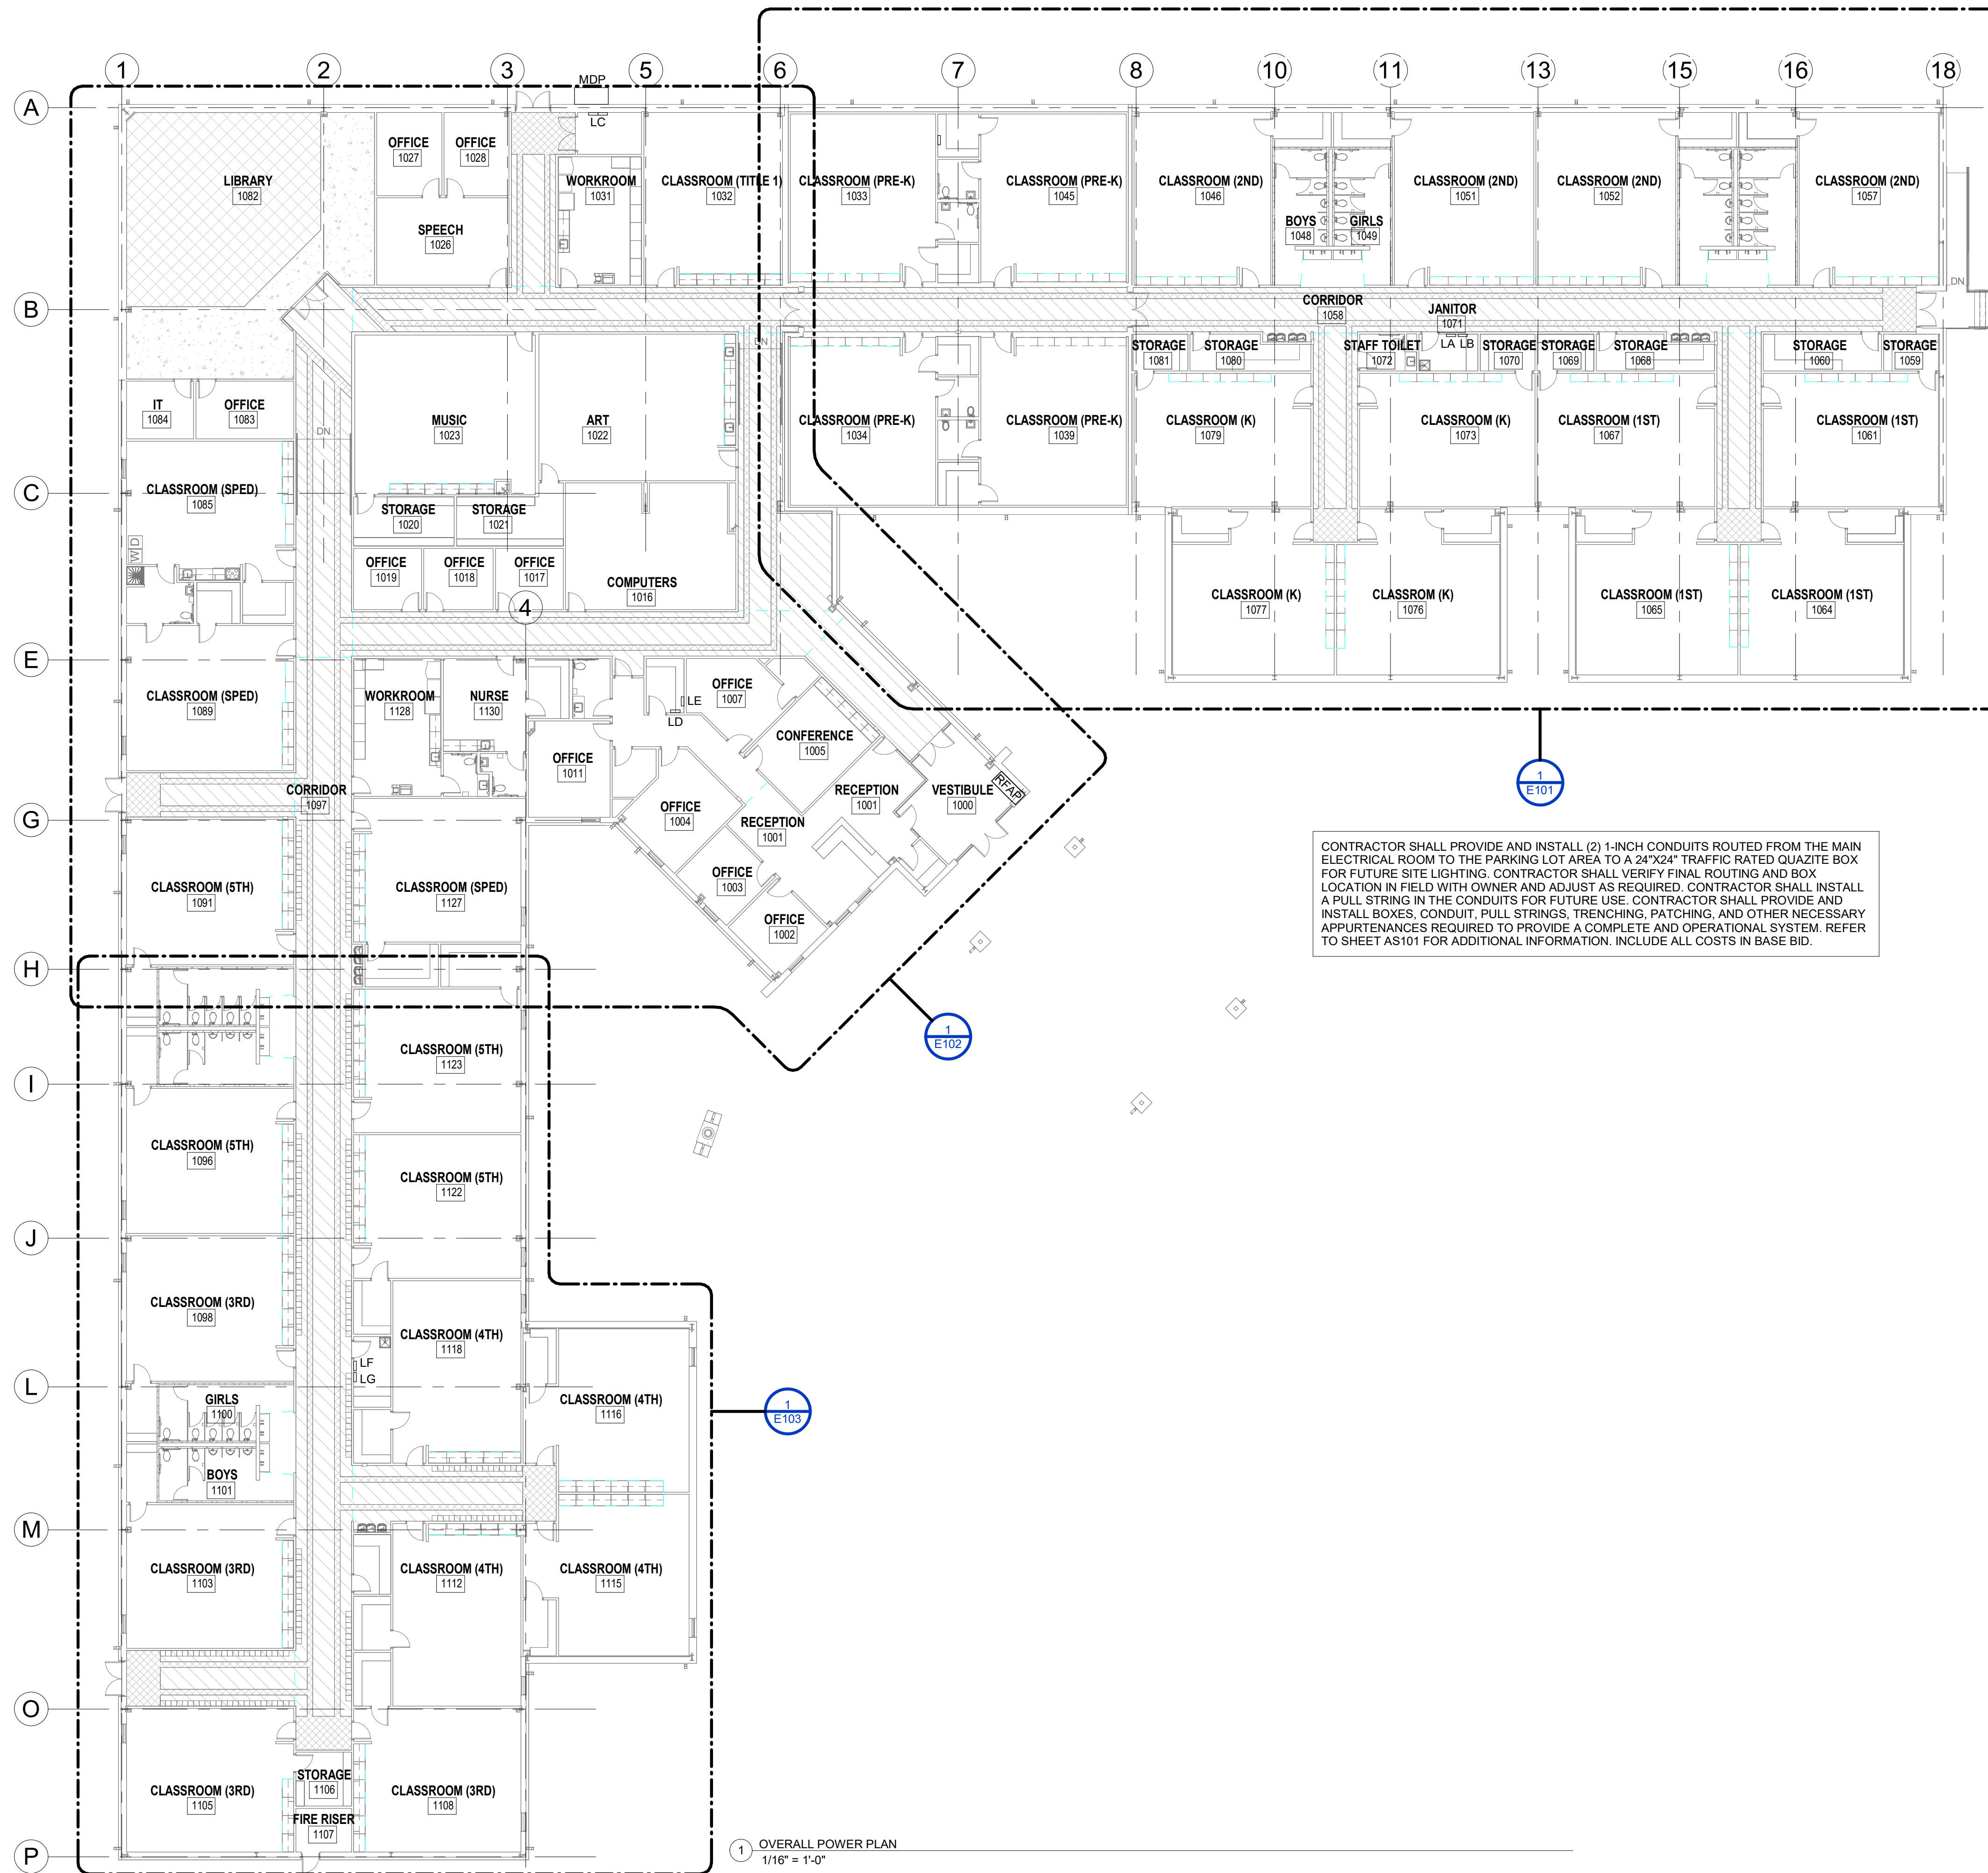 1
2
3
5
6
7
8
10
11
13
15
16
18
MDP
A
LC
OFFICE
1027
OFFICE
1028
LIBRARY
1082
WORKROOM
1031
CLASSROOM (TITLE 1)
1032
CLASSROOM (PRE-K)
1033
CLASSROOM (PRE-K)
1045
CLASSROOM (2ND)
1046
CLASSROOM (2ND)
1051
CLASSROOM (2ND)
1052
CLASSROOM (2ND)
1057
SPEECH
1026
BOYS
1048
GIRLS
1049
DN
B
CORRIDOR
1058
JANITOR
1071
DN
STORAGE
1081
STORAGE
1080
STAFF TOILET
1072
LA LB
STORAGE
1070
STORAGE
1069
STORAGE
1068
STORAGE
1060
STORAGE
1059
IT
1084
OFFICE
1083
DN
MUSIC
1023
ART
1022
CLASSROOM (PRE-K)
1034
CLASSROOM (PRE-K)
1039
CLASSROOM (K)
1079
CLASSROOM (K)
1073
CLASSROOM (1ST)
1067
CLASSROOM (1ST)
1061
C
CLASSROOM (SPED)
1085
STORAGE
1020
STORAGE
1021
W D
OFFICE
1019
OFFICE
1018
OFFICE
1017
COMPUTERS
1016
4
CLASSROOM (K)
1077
CLASSROM (K)
1076
CLASSROOM (1ST)
1065
CLASSROOM (1ST)
1064
E
CLASSROOM (SPED)
1089
WORKROOM
1128
NURSE
1130
LE
LD
OFFICE
1007
CONFERENCE
1005
OFFICE
1011
RECEPTION
1001
VESTIBULE
1000
RFAP
1
E101
CORRIDOR
1097
G
OFFICE
1004
RECEPTION
1001
CLASSROOM (5TH)
1091
CLASSROOM (SPED)
1127
OFFICE
1003
OFFICE
1002
CONTRACTOR SHALL PROVIDE AND INSTALL (2) 1-INCH CONDUITS ROUTED FROM THE MAIN
ELECTRICAL ROOM TO THE PARKING LOT AREA TO A 24"X24" TRAFFIC RATED QUAZITE BOX
FOR FUTURE SITE LIGHTING. CONTRACTOR SHALL VERIFY FINAL ROUTING AND BOX
LOCATION IN FIELD WITH OWNER AND ADJUST AS REQUIRED. CONTRACTOR SHALL INSTALL
A PULL STRING IN THE CONDUITS FOR FUTURE USE. CONTRACTOR SHALL PROVIDE AND
INSTALL BOXES, CONDUIT, PULL STRINGS, TRENCHING, PATCHING, AND OTHER NECESSARY
APPURTENANCES REQUIRED TO PROVIDE A COMPLETE AND OPERATIONAL SYSTEM. REFER
TO SHEET AS101 FOR ADDITIONAL INFORMATION. INCLUDE ALL COSTS IN BASE BID.
H
1
E102
CLASSROOM (5TH)
1123
I
CLASSROOM (5TH)
1096
CLASSROOM (5TH)
1122
J
CLASSROOM (3RD)
1098
CLASSROOM (4TH)
1118
LF
LG
L
GIRLS
1100
CLASSROOM (4TH)
1116
1
E103
BOYS
1101
M
CLASSROOM (3RD)
1103
CLASSROOM (4TH)
1112
CLASSROOM (4TH)
1115
O
STORAGE
1106
CLASSROOM (3RD)
1105
CLASSROOM (3RD)
1108
FIRE RISER
1107
P
1
OVERALL POWER PLAN
1/16" = 1'-0"